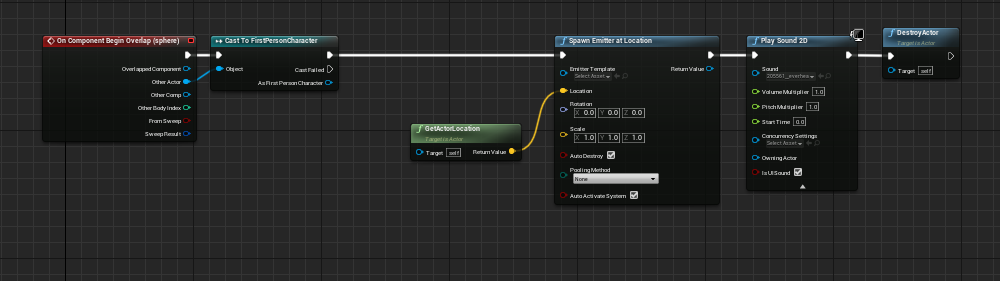 On Component Begin Overlap (sphere)
Overlapped Component
Other Actor
Other Comp
Other Body Index
From Sweep
Sweep Result
Cast To FirstPersonCharacter
Object
Cast Failed
As First Person Character
GetActorLocation
Target is Actor
Target self
Return Value
Spawn Emitter at Location
Emitter Template
Select Asset
Return Value
Location
Rotation
X 0.0 Y 0.0 Z 0.0
Scale
X 1.0 Y 1.0 Z 1.0
Auto Destroy
Pooling Method
None
Auto Activate System
Play Sound 2D
Sound
Volume Multiplier 1.0
Pitch Multiplier 1.0
Start Time 0.0
Concurrency Settings
Select Asset
Owning Actor
Is UISound
DestroyActor
Target is Actor
Target self